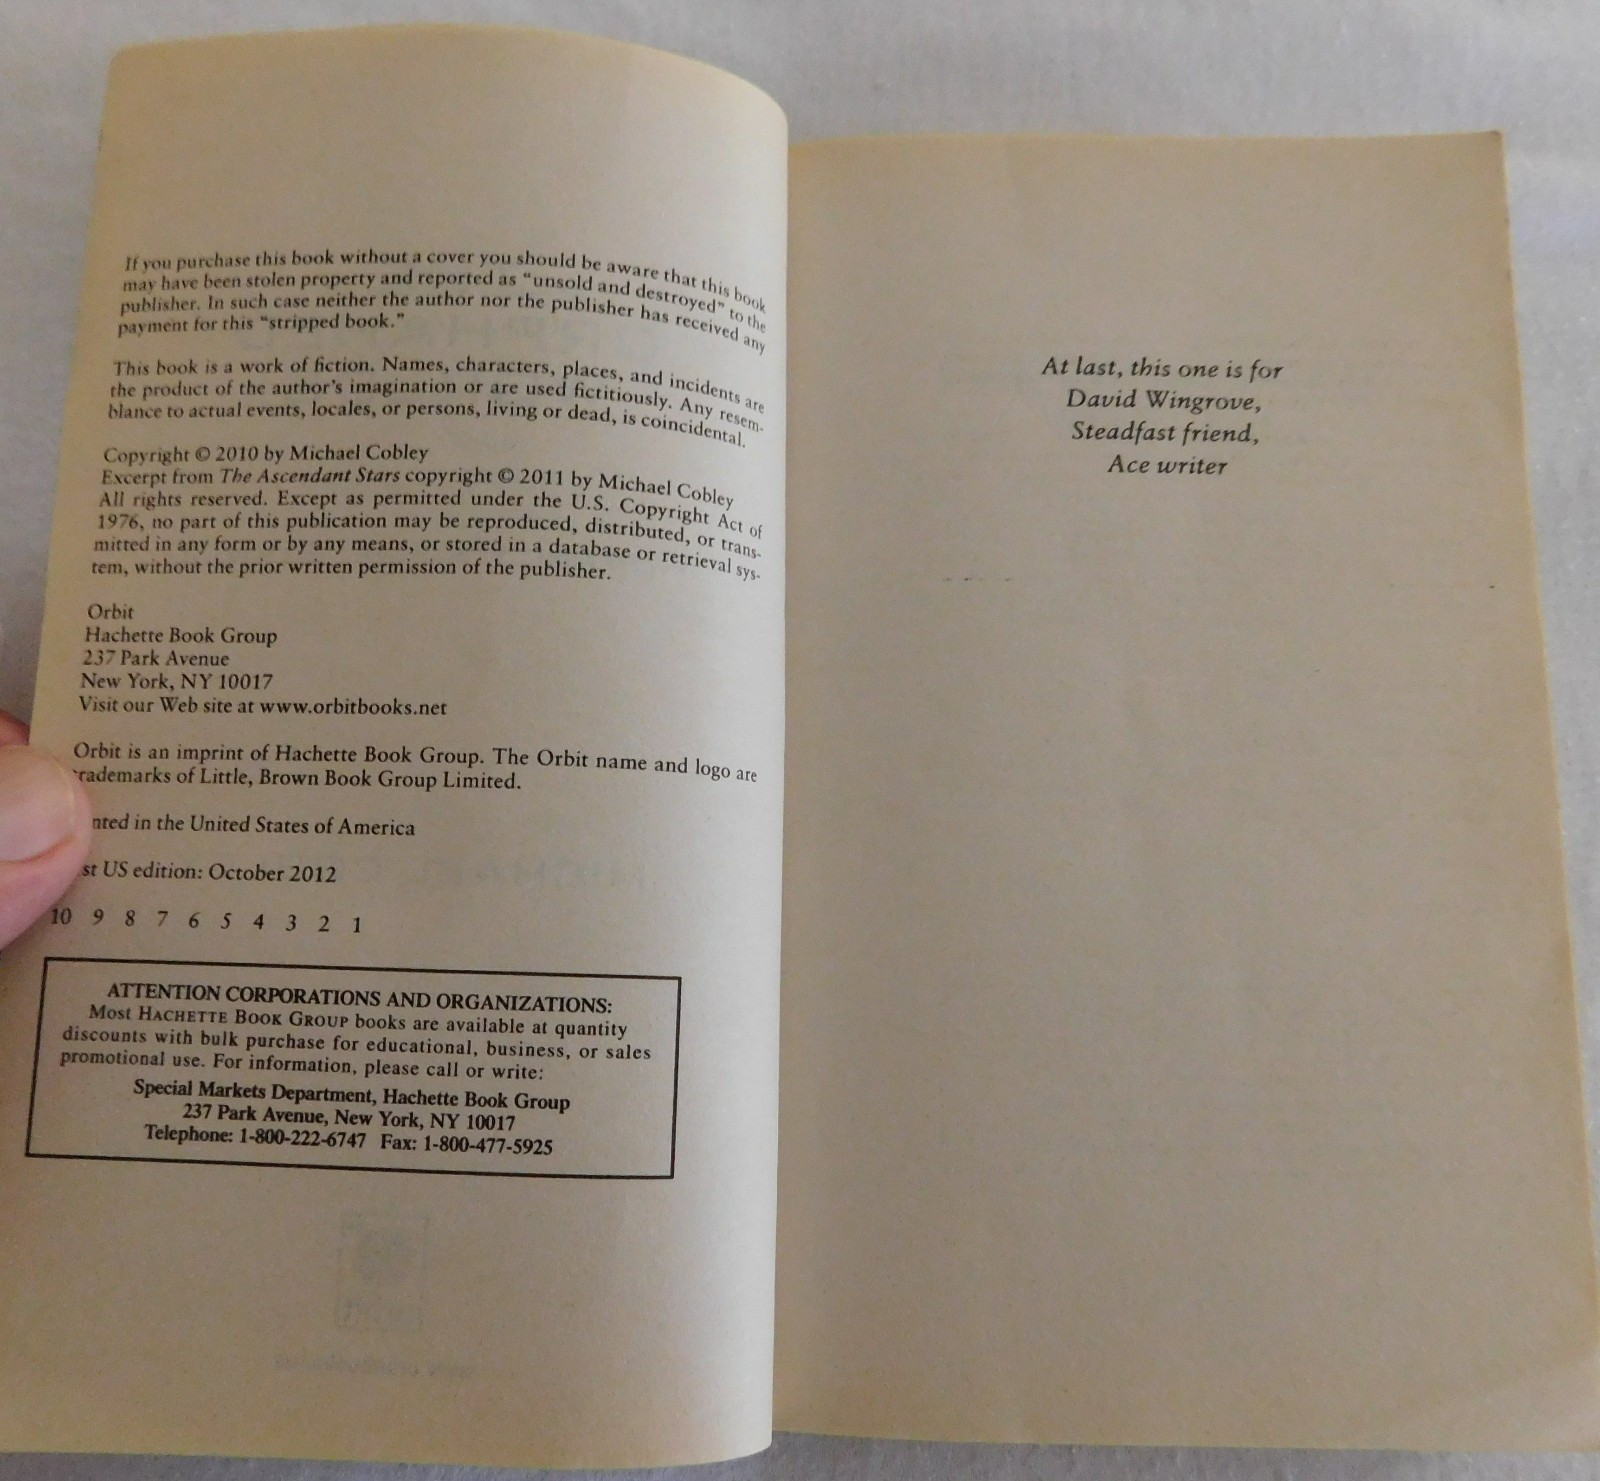 If you purchase this book without a cover you should be aware that this book
may have been stolen property and reported as "unsold and destroyed" to the
publisher. In such case neither the author nor the publisher has received any
payment for this "stripped book."
This book is a work of fiction. Names, characters, places, and incidents are
the product of the author's imagination or are used fictitiously. Any resem-
blance to actual events, locales, or persons, living or dead, is coincidental.
Copyright © 2010 by Michael Cobley
Excerpt from The Ascendant Stars copyright © 2011 by Michael Cobley
All rights reserved. Except as permitted under the U.S. Copyright Act of
1976, no part of this publication may be reproduced, distributed, or trans-
mitted in any form or by any means, or stored in a database or retrieval sys-
tem, without the prior written permission of the publisher.
Orbit
Hachette Book Group
237 Park Avenue
New York, NY 10017
Visit our Web site at www.orbitbooks.net
Orbit is an imprint of Hachette Book Group. The Orbit name and logo are
trademarks of Little, Brown Book Group Limited.
nted in the United States of America
st US edition: October 2012
10 9 8 7 6 5 4 3 2 1
ATTENTION CORPORATIONS AND ORGANIZATIONS:
Most HACHETTE BOOK GROUP books are available at quantity
discounts with bulk purchase for educational, business, or sales
promotional use. For information, please call or write:
Special Markets Department, Hachette Book Group
237 Park Avenue, New York, NY 10017
Telephone: 1-800-222-6747 Fax: 1-800-477-5925
At last, this one is for
David Wingrove,
Steadfast friend,
Ace writer